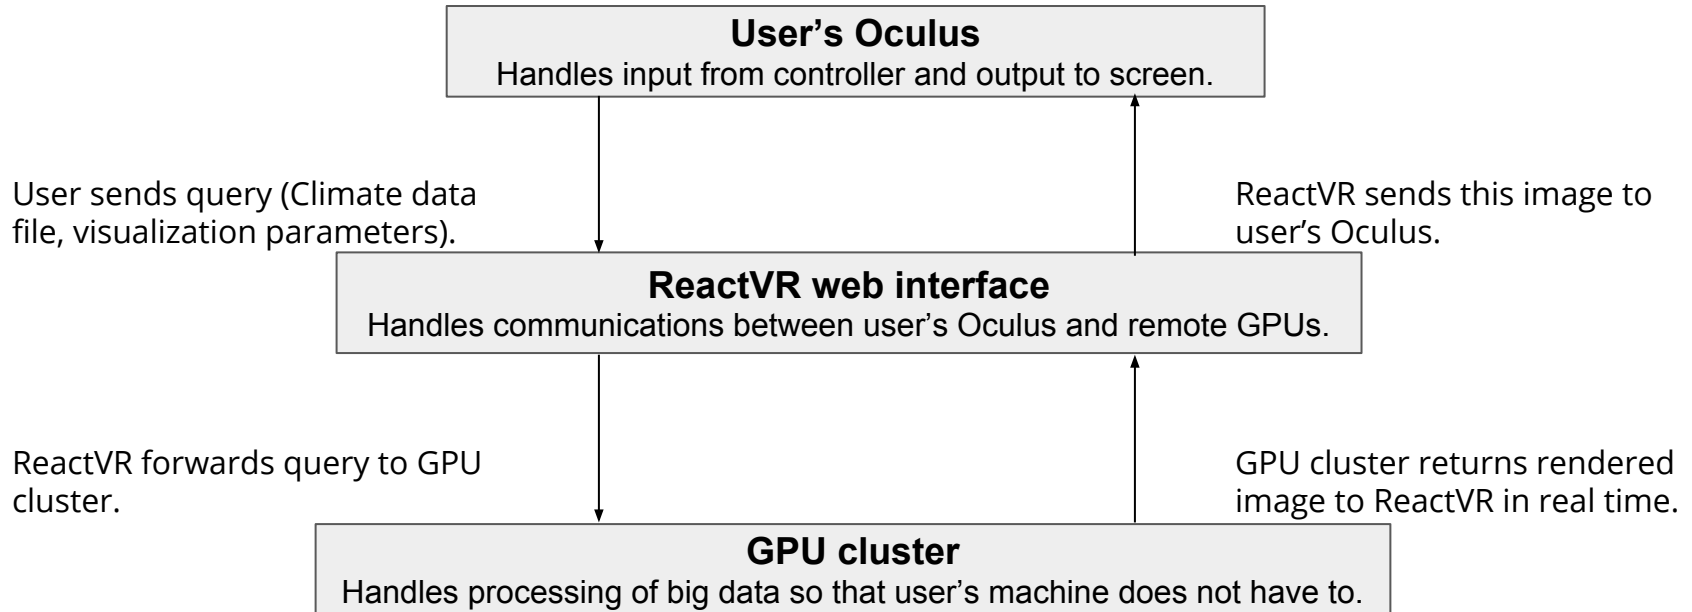 User’s Oculus
Handles input from controller and output to screen.
User sends query (Climate data
file, visualization parameters).
ReactVR sends this image to
user’s Oculus.
ReactVR web interface
Handles communications between user’s Oculus and remote GPUs.
ReactVR forwards query to GPU
cluster.
GPU cluster returns rendered
image to ReactVR in real time.
GPU cluster
Handles processing of big data so that user’s machine does not have to.